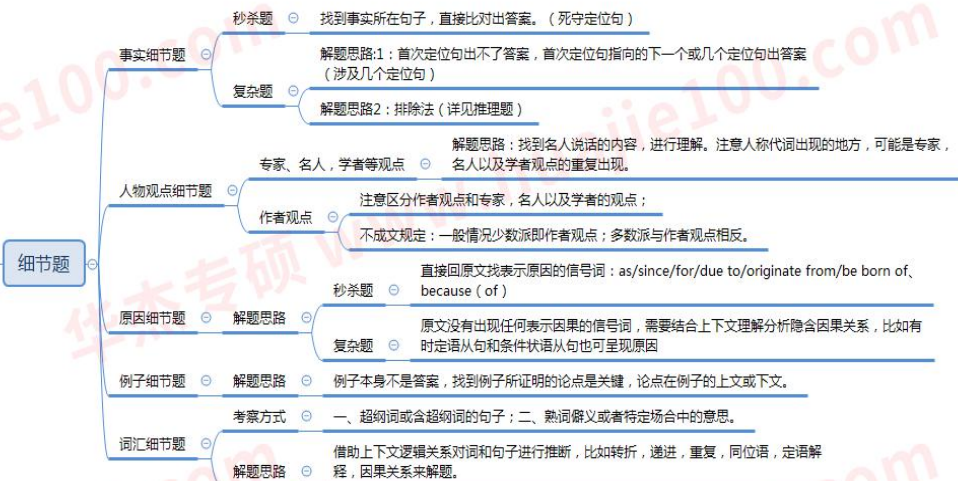 秒杀题
找到事实所在句子，直接比对出答案。（死守定位句）
事实细节题
解题思路:1：首次定位句出不了答案，首次定位句指向的下一个或几个定位句出答案
（涉及几个定位句）
复杂题
解题思路2：排除法（详见推理题）
专家、名人，学者等观点
解题思路：找到名人说话的内容，进行理解。注意人称代词出现的地方，可能是专家，
名人以及学者观点的重复出现。
人物观点细节题
作者观点
注意区分作者观点和专家，名人以及学者的观点；
不成文规定：一般情况少数派即作者观点；多数派与作者观点相反。
细节题
秒杀题
直接回原文找表示原因的信号词：as/since/for/due to/originate from/be born of、
because（of）
原因细节题
解题思路
复杂题
原文没有出现任何表示因果的信号词，需要结合上下文理解分析隐含因果关系，比如有
时定语从句和条件状语从句也可呈现原因
例子细节题
解题思路
例子本身不是答案，找到例子所证明的论点是关键，论点在例子的上文或下文。
考察方式
一、超纲词或含超纲词的句子；二、熟词僻义或者特定场合中的意思。
词汇细节题
解题思路
借助上下文逻辑关系对词和句子进行推断，比如转折，递进，重复，同位语，定语解
释，因果关系来解题。
华杰专硕 www.huajie100.com